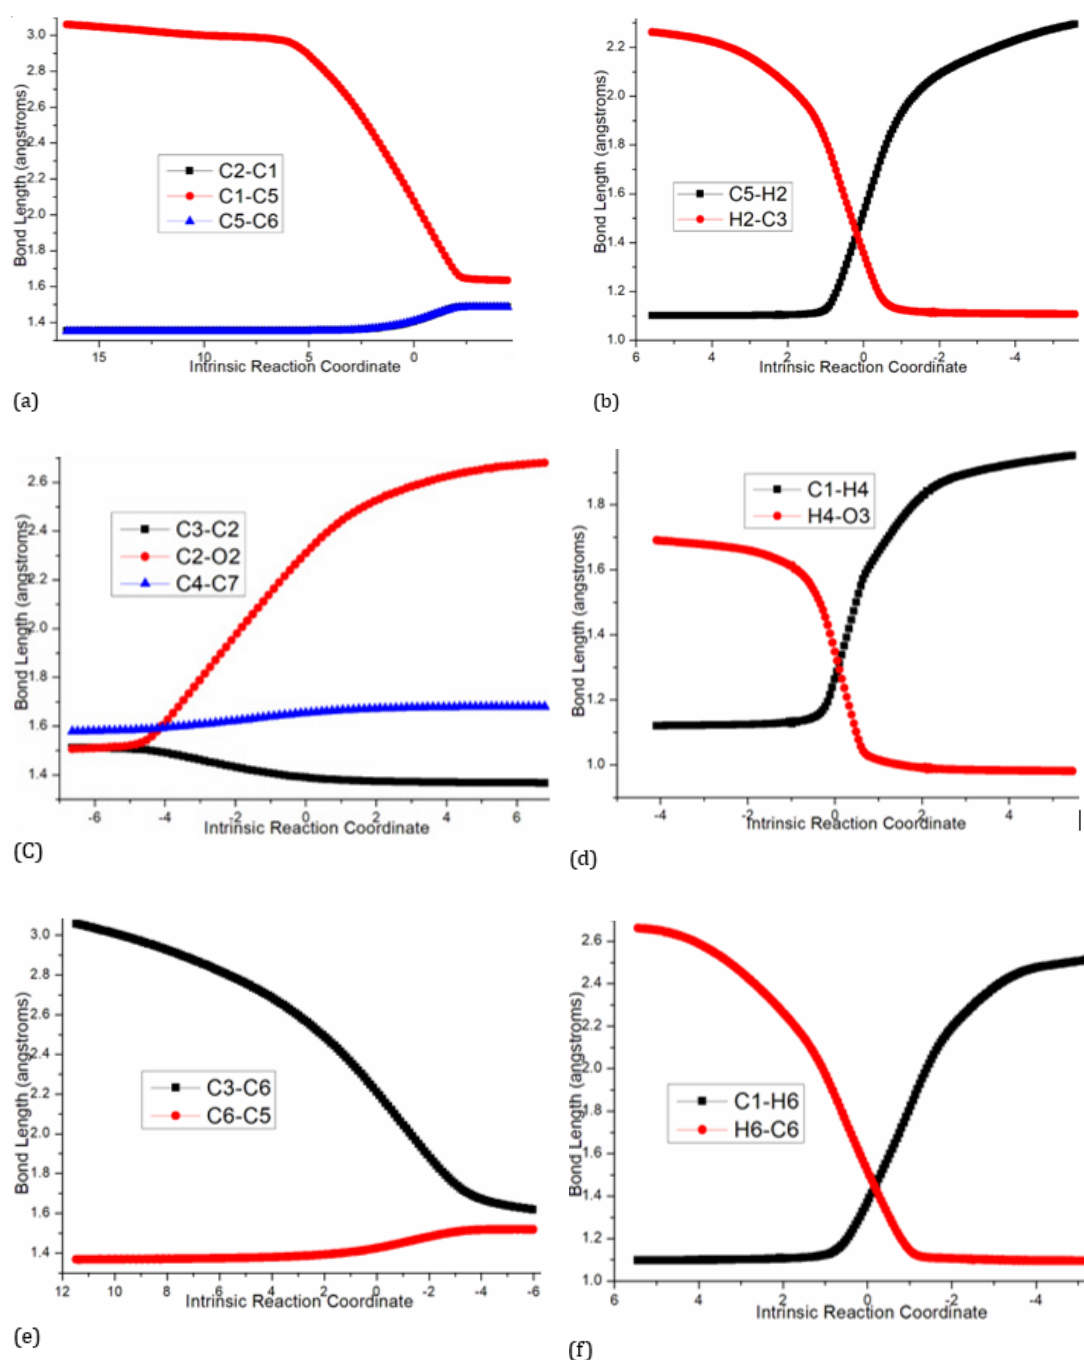 3.0
2.8
2.6
2.4
2.2
2.0
1.8
1.6
1.4
Bond Length (angstroms)
C2-C1
C1-C5
C5-C6
15 10 5 0
Intrinsic Reaction Coordinate
(a)
2.2
2.0
1.8
1.6
1.4
1.2
1.0
Bond Length (angstroms)
C5-H2
H2-C3
6 4 2 0 -2 -4
Intrinsic Reaction Coordinate
(b)
2.6
2.4
2.2
2.0
1.8
1.6
1.4
Bond Length (angstroms)
C3-C2
C2-O2
C4-C7
-6 -4 -2 0 2 4 6
Intrinsic Reaction Coordinate
(C)
1.8
1.6
1.4
1.2
1.0
Bond Length (angstroms)
C1-H4
H4-O3
-4 -2 0 2 4
Intrinsic Reaction Coordinate
(d)
3.0
2.8
2.6
2.4
2.2
2.0
1.8
1.6
1.4
Bond Length (angstroms)
C3-C6
C6-C5
12 10 8 6 4 2 0 -2 -4 -6
Intrinsic Reaction Coordinate
(e)
2.6
2.4
2.2
2.0
1.8
1.6
1.4
1.2
1.0
Bond Length (angstroms)
C1-H6
H6-C6
6 4 2 0 -2 -4
Intrinsic Reaction Coordinate
(f)